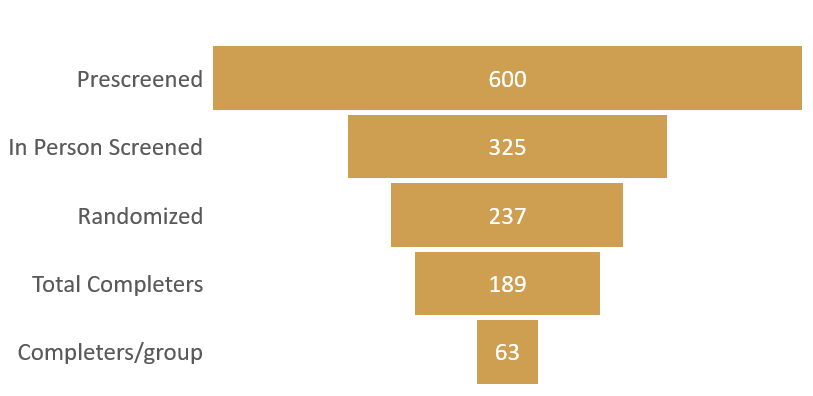 Prescreened 600
In Person Screened 325
Randomized 237
Total Completers 189
Completers/group 63